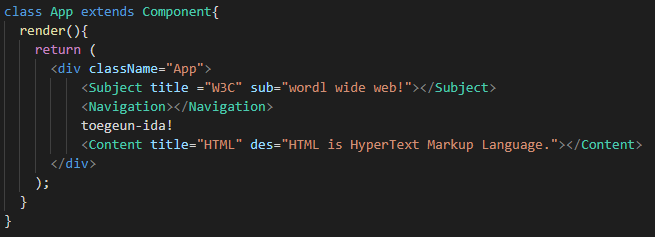 class App extends Component{
render(){
return (
<div className="App">
<Subject title ="W3C" sub="wordl wide web!"></Subject>
<Navigation></Navigation>
toegeun-ida!
<Content title="HTML" des="HTML is HyperText Markup Language."></Content>
</div>
);
}
}